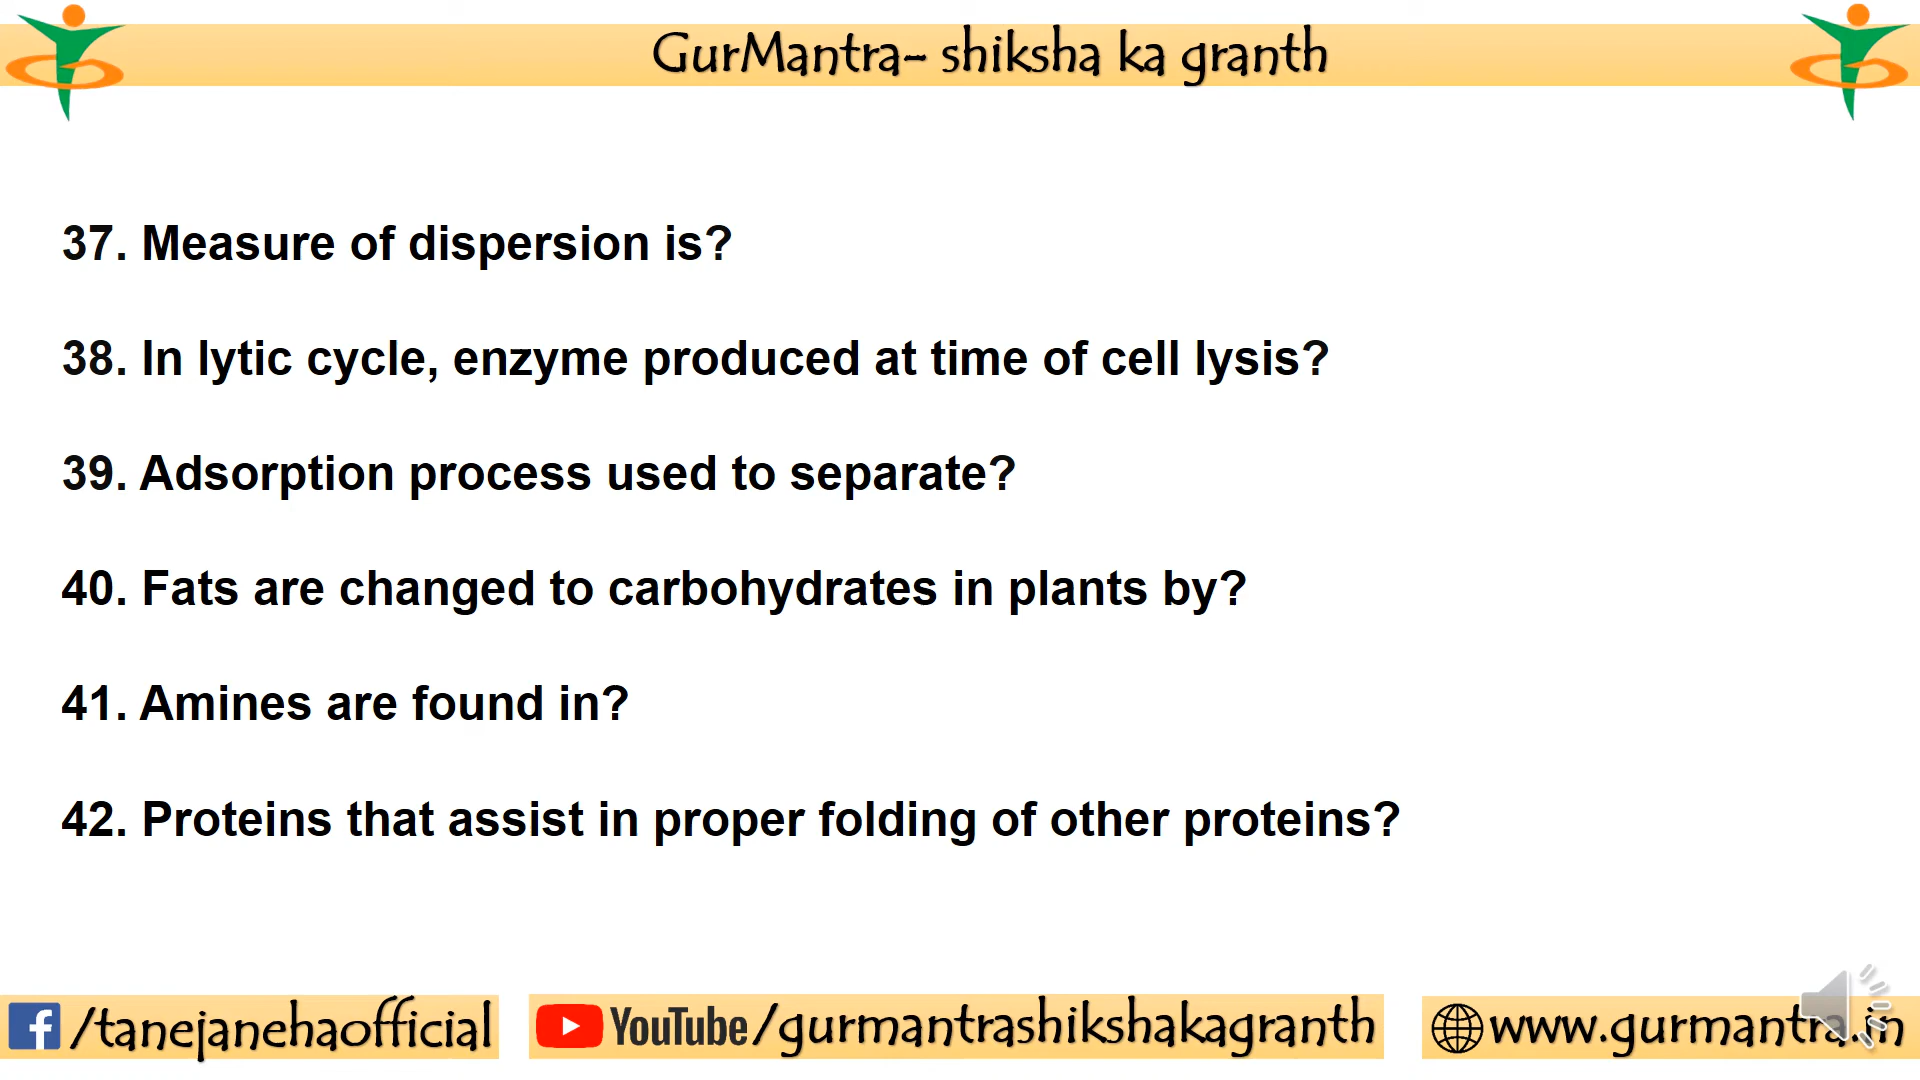 GurMantra- shiksha ka granth
37. Measure of dispersion is?
38. In lytic cycle, enzyme produced at time of cell lysis?
39. Adsorption process used to separate?
40. Fats are changed to carbohydrates in plants by?
41. Amines are found in?
42. Proteins that assist in proper folding of other proteins?
f /tanejanehaofficial YouTube /gurmantrashikshakagranth www.gurmantra.in